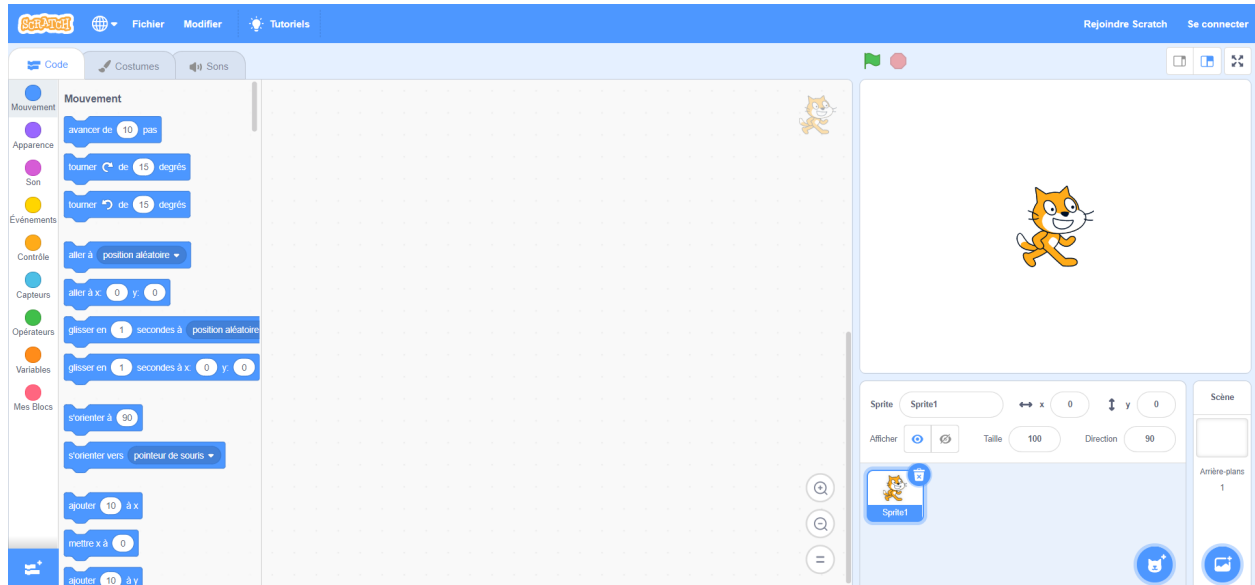 SCRATCH Fichier Modifier Tutoriels Rejoindre Scratch Se connecter
Code Costumes Sons
Mouvement
Apparence
Son
Événements
Contrôle
Capteurs
Opérateurs
Variables
Mes Blocs
Mouvement
avancer de 10 pas
tourner de 15 degrés
tourner de 15 degrés
aller à position aléatoire
aller à x: 0 y: 0
glisser en 1 secondes à position aléatoire
glisser en 1 secondes à x: 0 y: 0
s'orienter à 90
s'orienter vers pointeur de souris
ajouter 10 à x
mettre x à 0
ajouter 10 à y
Sprite Sprite1 x 0 y 0
Afficher Taille 100 Direction 90
Sprite1
Scène
Arrière-plans
1